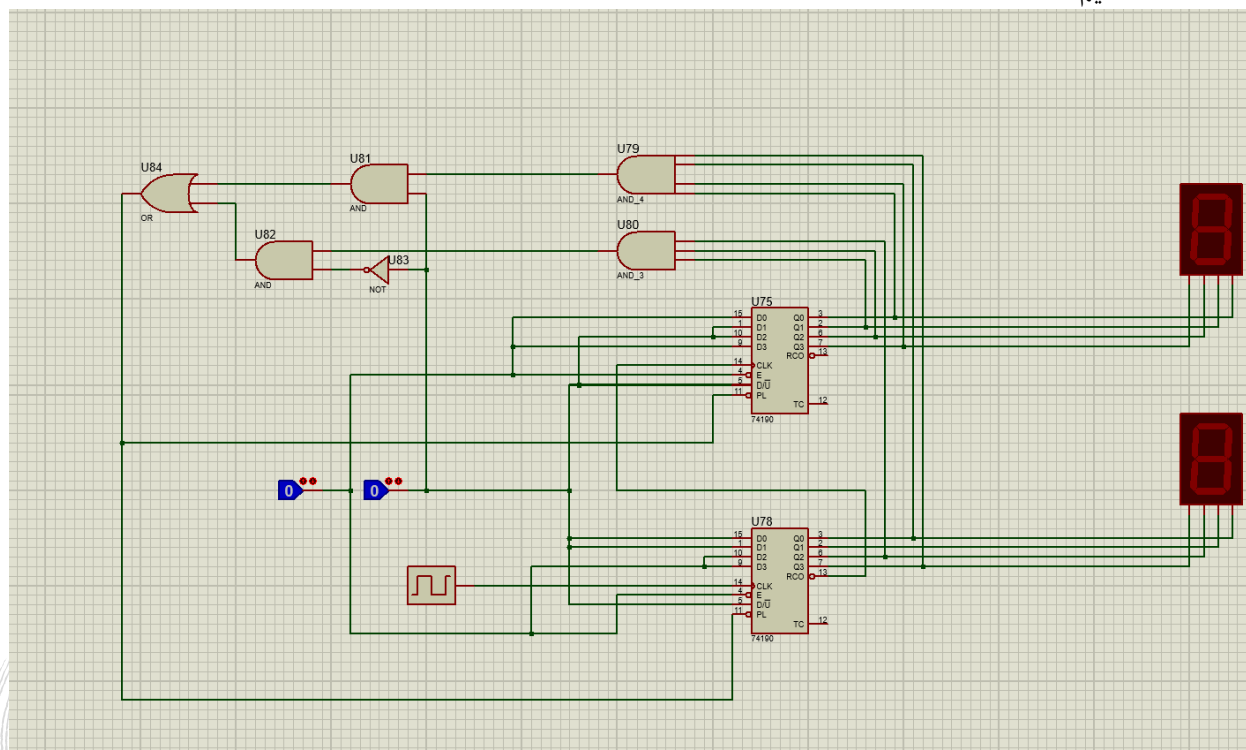 U84
OR
U81
AND
U79
AND_4
U82
AND
U83
NOT
U80
AND_3
U75
15 D0 Q0 3
1 D1 Q1 2
10 D2 Q2 6
9 D3 Q3 7
RCO 13
14 CLK
4 E
5 D/U
11 PL
TC 12
74190
0 0
U78
15 D0 Q0 3
1 D1 Q1 2
10 D2 Q2 6
9 D3 Q3 7
RCO 13
14 CLK
4 E
5 D/U
11 PL
TC 12
74190